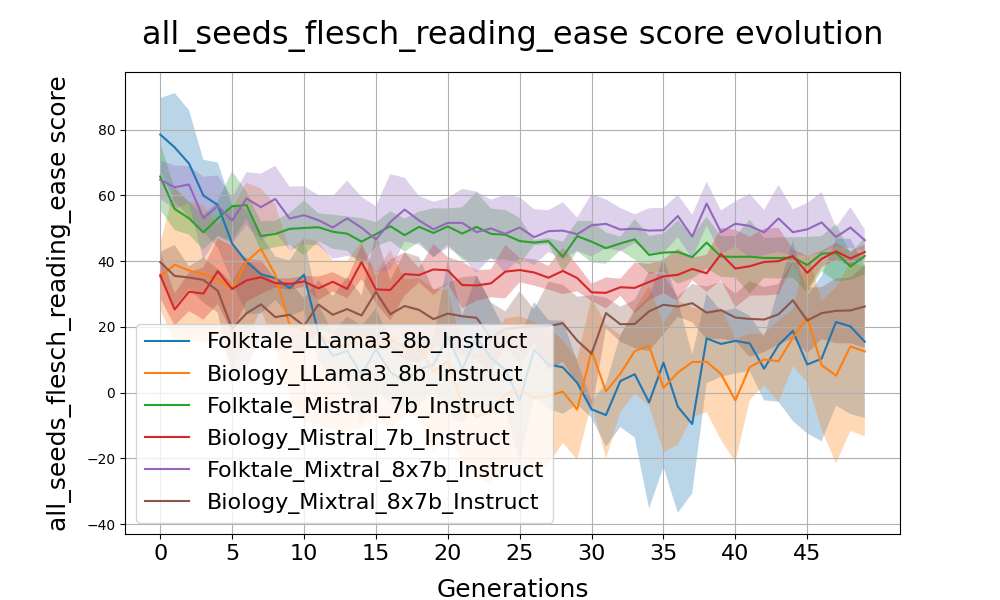 all_seeds_flesch_reading_ease score evolution
all_seeds_flesch_reading_ease score
80
60
40
20
0
−20
−40
Folktale_LLama3_8b_Instruct
Biology_LLama3_8b_Instruct
Folktale_Mistral_7b_Instruct
Biology_Mistral_7b_Instruct
Folktale_Mixtral_8x7b_Instruct
Biology_Mixtral_8x7b_Instruct
0 5 10 15 20 25 30 35 40 45
Generations